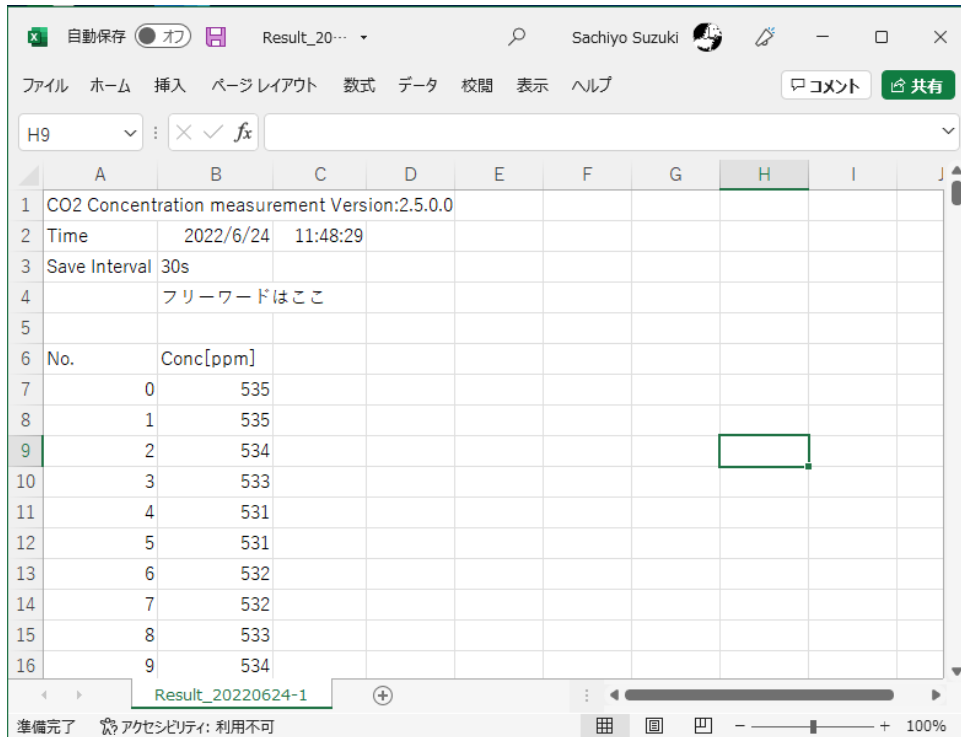 自動保存 オフ Result_20… Sachiyo Suzuki
ファイル ホーム 挿入 ページ レイアウト 数式 データ 校閲 表示 ヘルプ コメント 共有
H9 fx
A B C D E F G H I J
1 CO2 Concentration measurement Version:2.5.0.0
2 Time 2022/6/24 11:48:29
3 Save Interval 30s
4 フリーワードはここ
5
6 No. Conc[ppm]
7 0 535
8 1 535
9 2 534
10 3 533
11 4 531
12 5 531
13 6 532
14 7 532
15 8 533
16 9 534
Result_20220624-1
準備完了 アクセシビリティ: 利用不可 100%